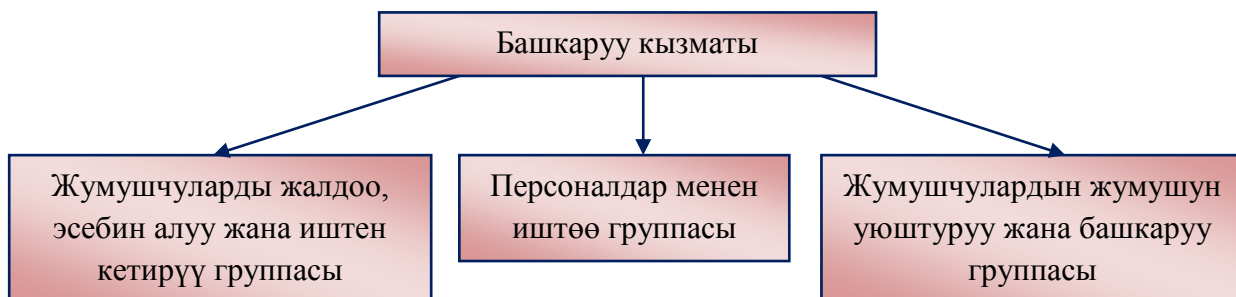 Башкаруу кызматы
Жумушчуларды жалдоо,
эсебин алуу жана иштен
кетирүү группасы
Персоналдар менен
иштөө группасы
Жумушчулардын жумушун
уюштуруу жана башкаруу
группасы